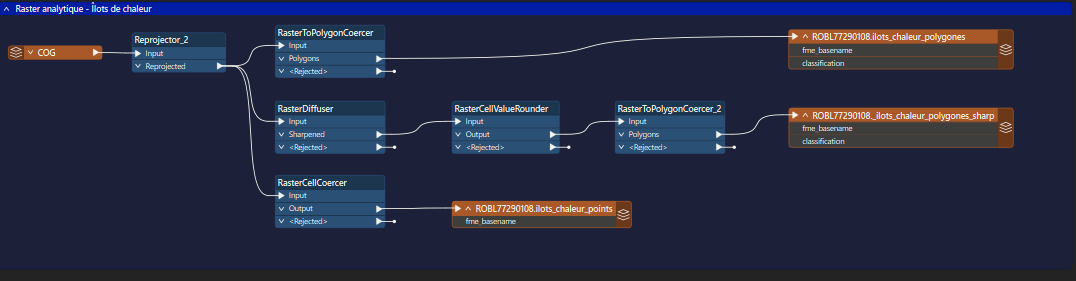 Raster analytique - Îlots de chaleur
COG
Reprojector_2
Input
Reprojected
RasterToPolygonCoercer
Input
Polygons
<Rejected>
ROBL77290108.ilots_chaleur_polygones
fme_basename
classification
RasterDiffuser
Input
Sharpened
<Rejected>
RasterCellValueRounder
Input
Output
<Rejected>
RasterToPolygonCoercer_2
Input
Polygons
<Rejected>
ROBL77290108._ilots_chaleur_polygones_sharp
fme_basename
classification
RasterCellCoercer
Input
Output
<Rejected>
ROBL77290108.ilots_chaleur_points
fme_basename